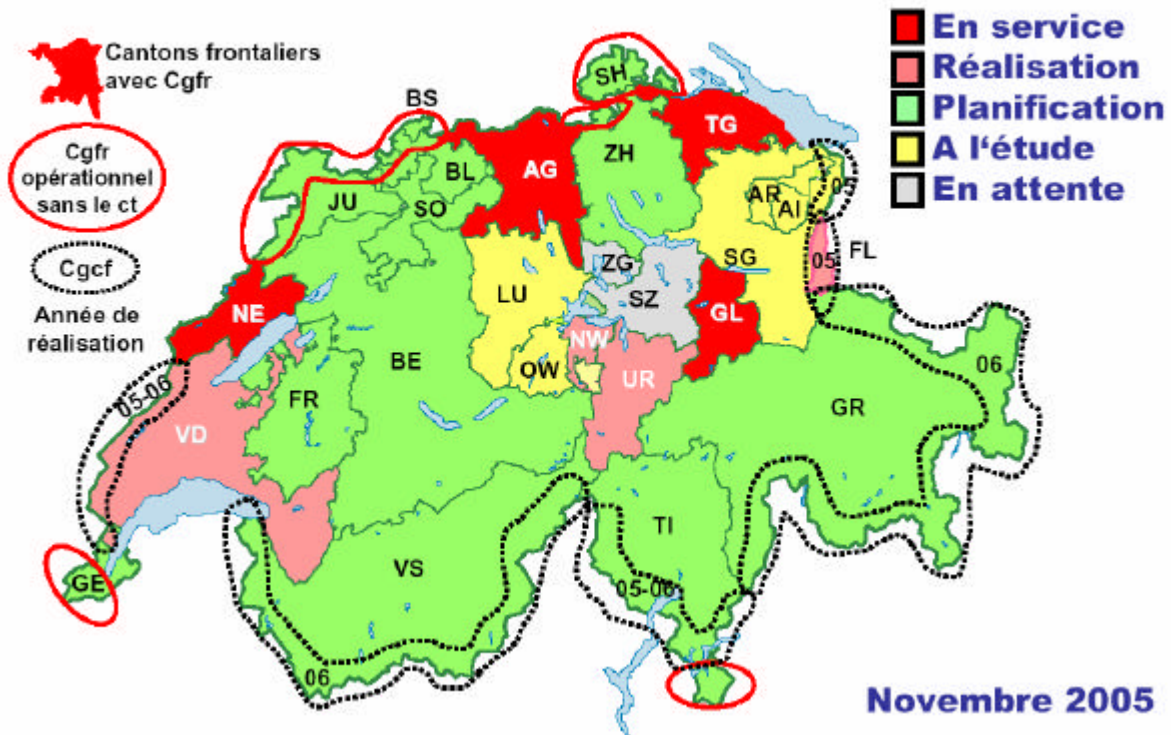 Cantons frontaliers
avec Cgfr
Cgfr
opérationnel
sans le ct
Cgcf
Année de
réalisation
En service
Réalisation
Planification
A l'étude
En attente
SH
BS
TG
BL
AG
ZH
JU
SO
AR
AI
ZG
SG
05
FL
LU
SZ
NE
GL
NW
BE
OW
UR
06
05-06
FR
GR
VD
TI
GE
VS
05-06
06
Novembre 2005